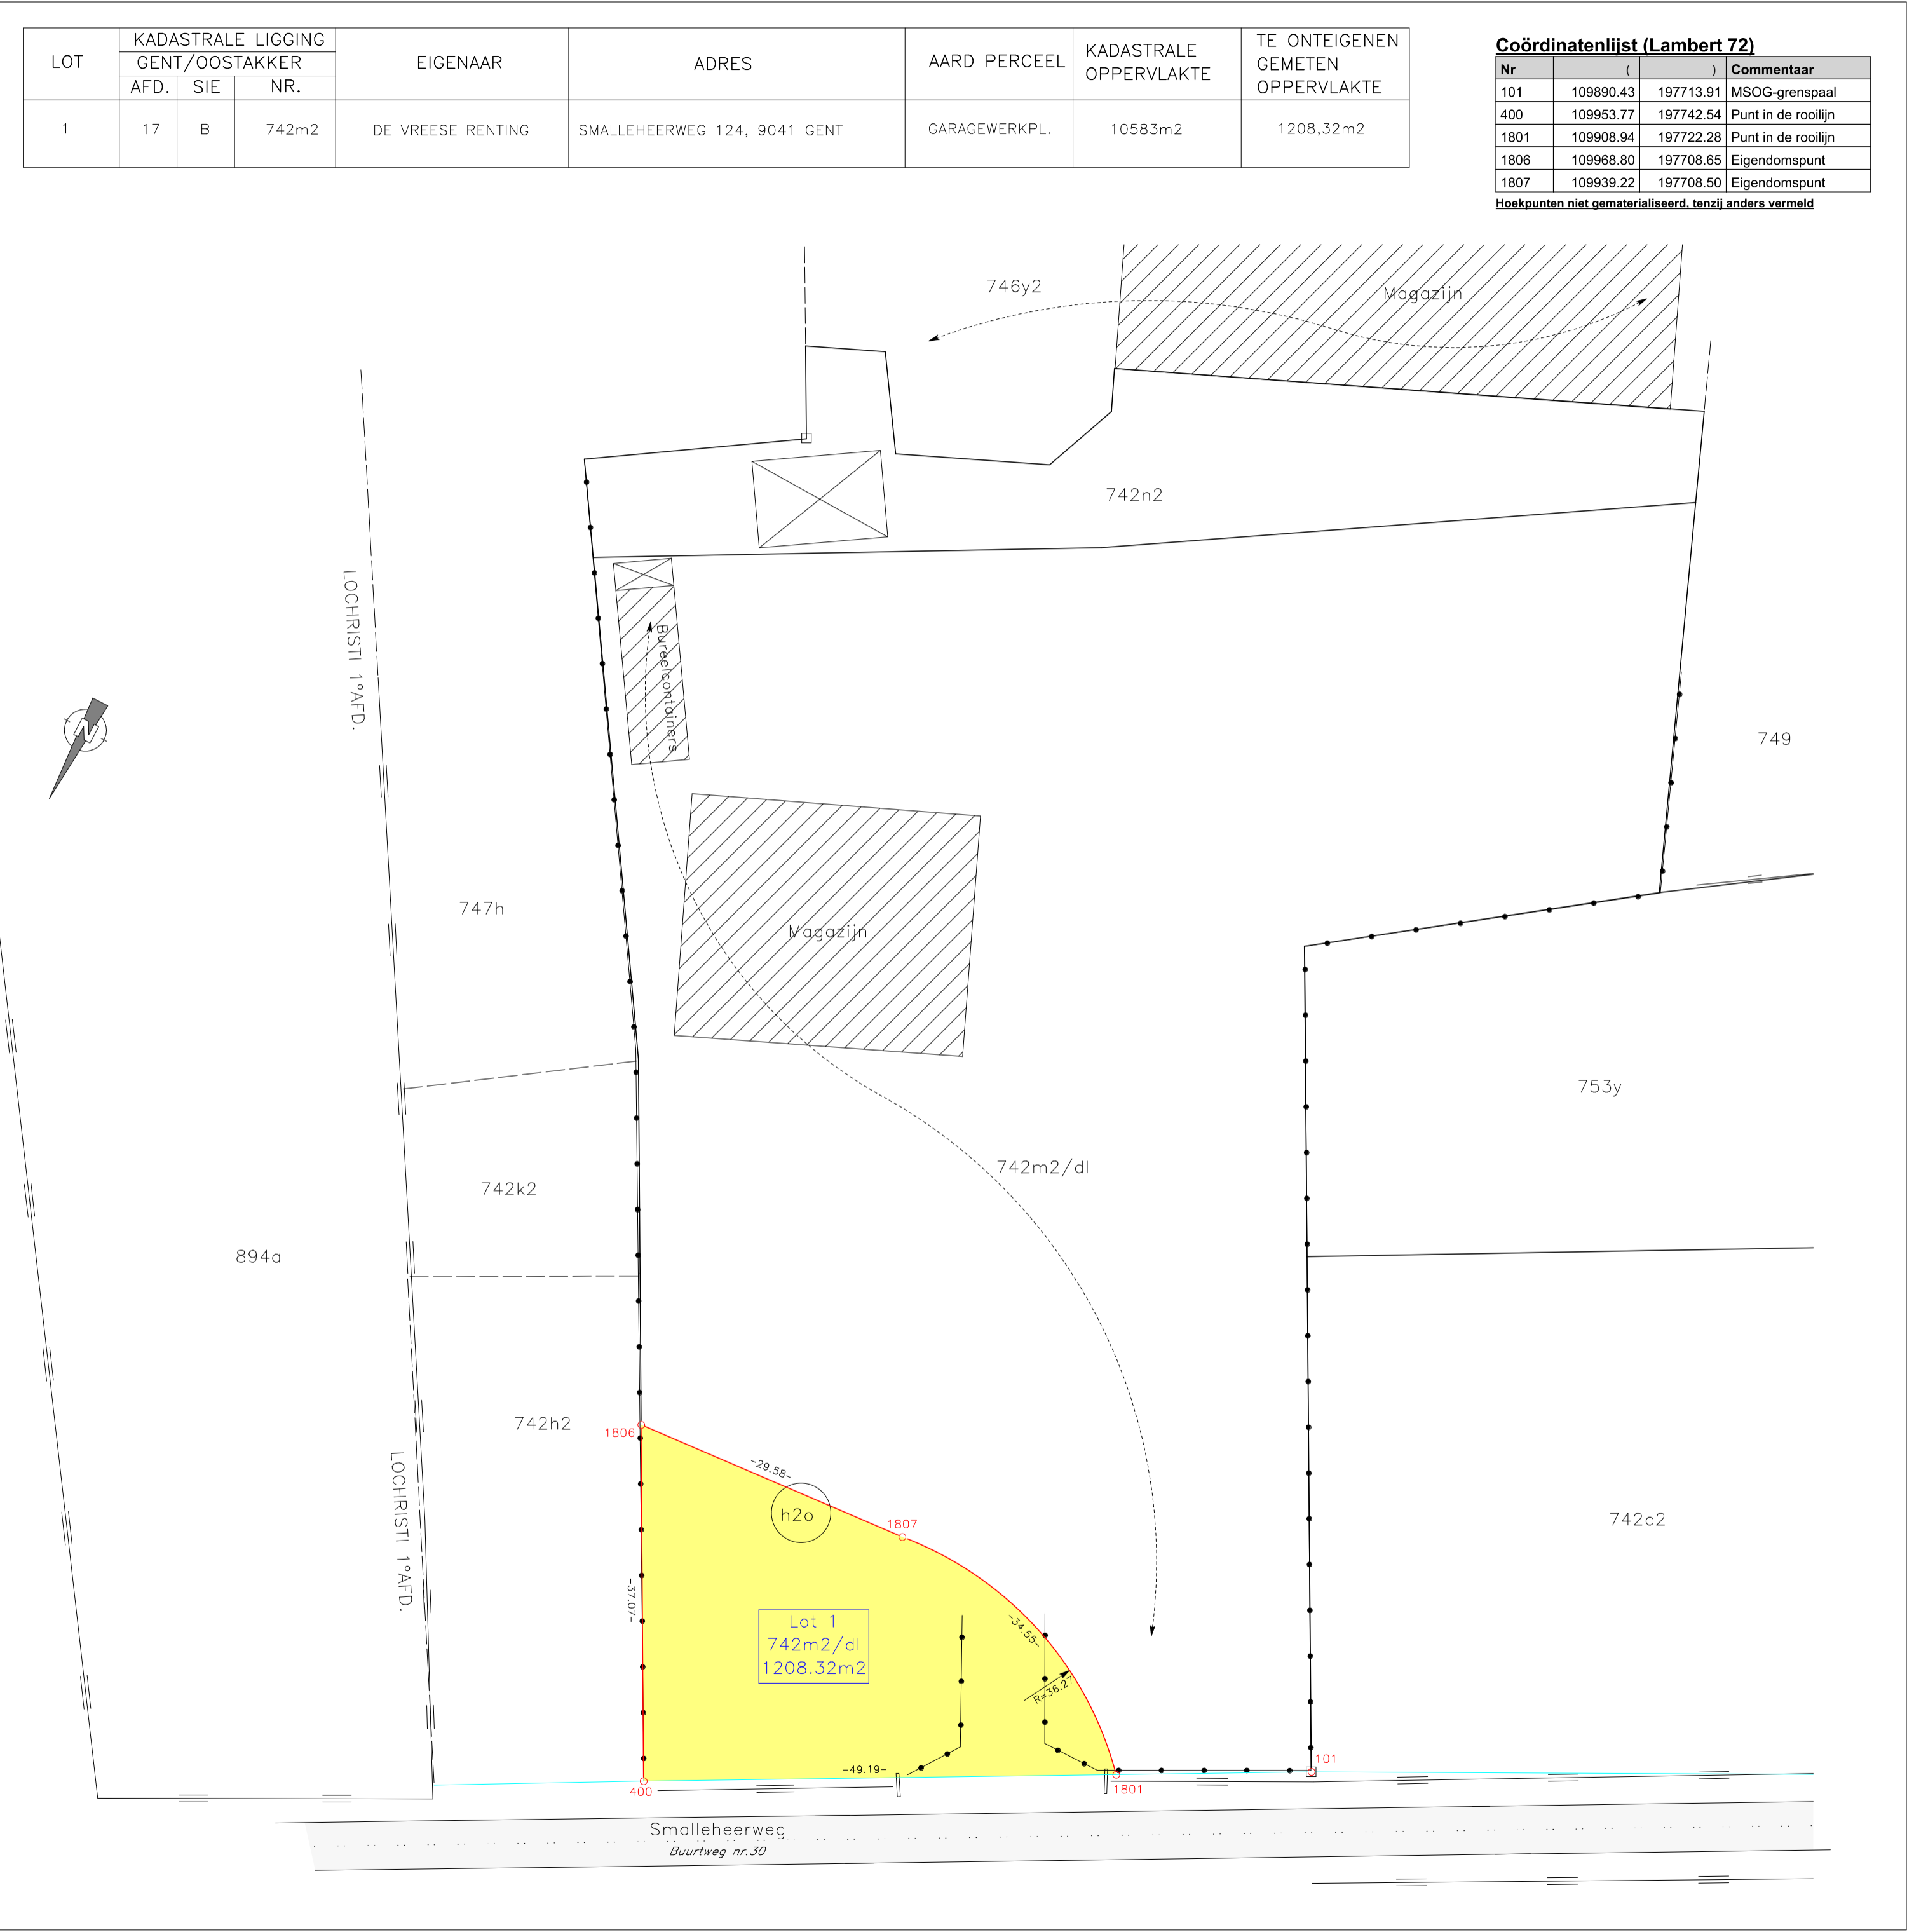 LOT
KADASTRALE LIGGING
GENT/OOSTAKKER
AFD. SIE NR.
EIGENAAR
ADRES
AARD PERCEEL
KADASTRALE
OPPERVLAKTE
TE ONTEIGENEN
GEMETEN
OPPERVLAKTE
1 17 B 742m2 DE VREESE RENTING SMALLEHEERWEG 124, 9041 GENT GARAGEWERKPL. 10583m2 1208,32m2
Coördinatenlijst (Lambert 72)
Nr ( ) Commentaar
101 109890.43 197713.91 MSOG-grenspaal
400 109953.77 197742.54 Punt in de rooilijn
1801 109908.94 197722.28 Punt in de rooilijn
1806 109968.80 197708.65 Eigendomspunt
1807 109939.22 197708.50 Eigendomspunt
Hoekpunten niet gematerialiseerd, tenzij anders vermeld
746y2
Magazijn
742n2
LOCHRISTI 1°AFD.
Bureelcontainers
N
749
747h
Magazijn
753y
742m2/dl
742k2
894a
742h2
1806
-29.58-
h2o
1807
742c2
LOCHRISTI 1°AFD.
-37.07-
Lot 1
742m2/dl
1208.32m2
-34.55-
R=36.27
-49.19-
101
400
1801
Smalleheerweg
Buurtweg nr.30